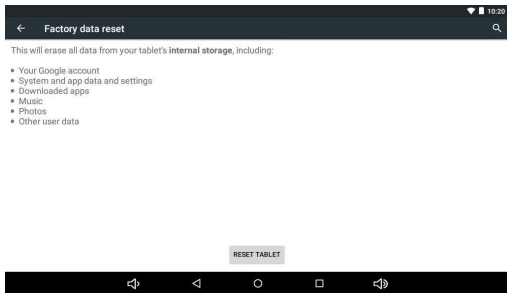 10:20
Factory data reset
This will erase all data from your tablet's internal storage, including:
• Your Google account
• System and app data and settings
• Downloaded apps
• Music
• Photos
• Other user data
RESET TABLET